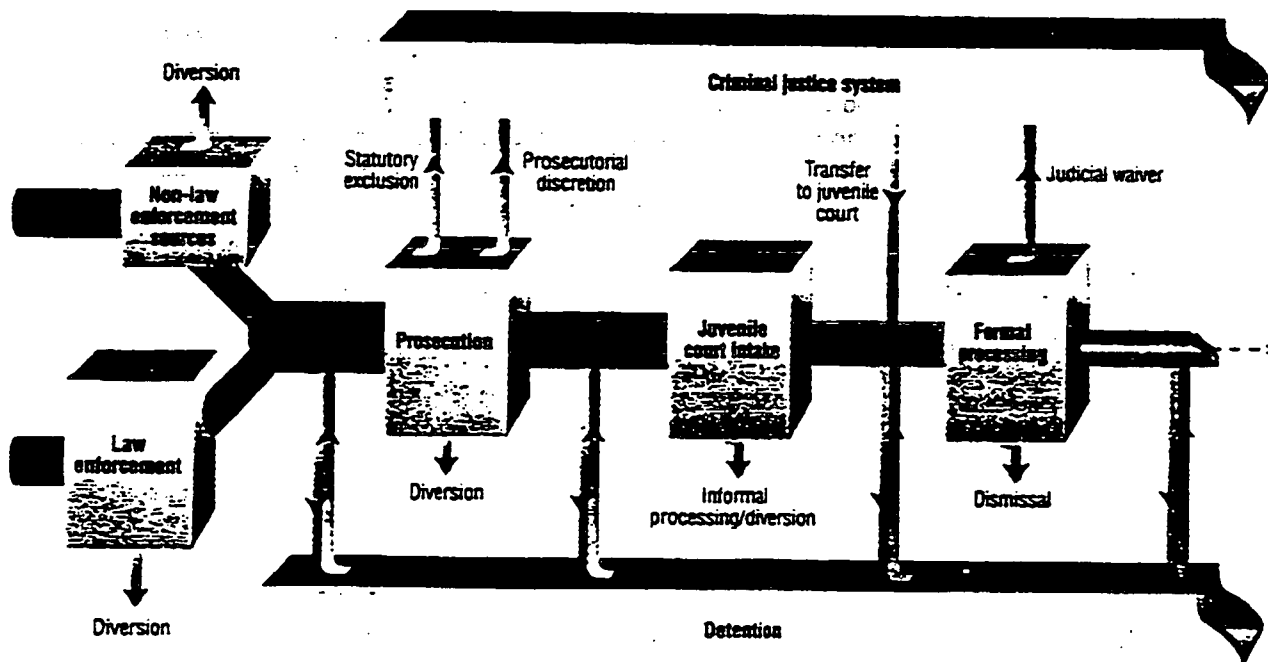 Diversion
Criminal justice system
Statutory
exclusion
Prosecutorial
discretion
Transfer
to juvenile
court
Judicial waiver
Non-law
enforcement
sources
Prosecution
Juvenile
court intake
Formal
processing
Law
enforcement
Diversion
Informal
processing/diversion
Dismissal
Diversion
Detention